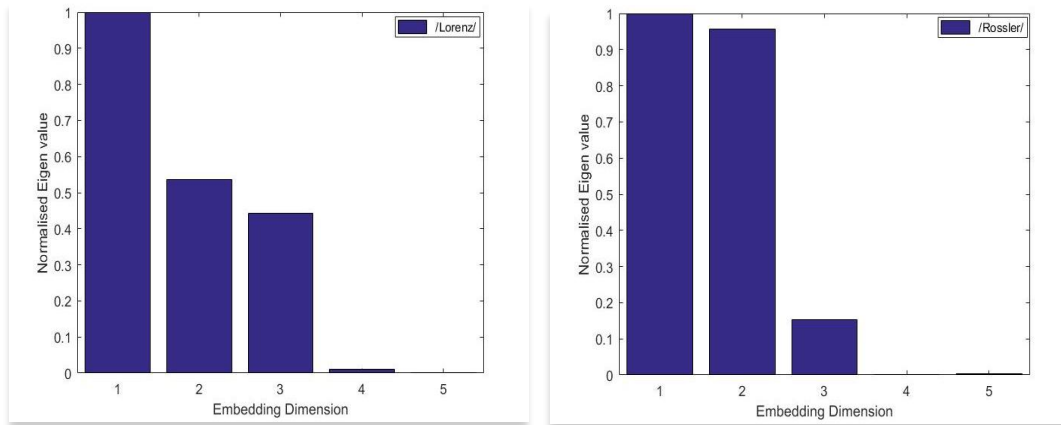 /Lorenz/
Normalised Eigen value
1
0.9
0.8
0.7
0.6
0.5
0.4
0.3
0.2
0.1
0
1 2 3 4 5
Embedding Dimension
/Rossler/
Normalised Eigen value
1
0.9
0.8
0.7
0.6
0.5
0.4
0.3
0.2
0.1
0
1 2 3 4 5
Embedding Dimension